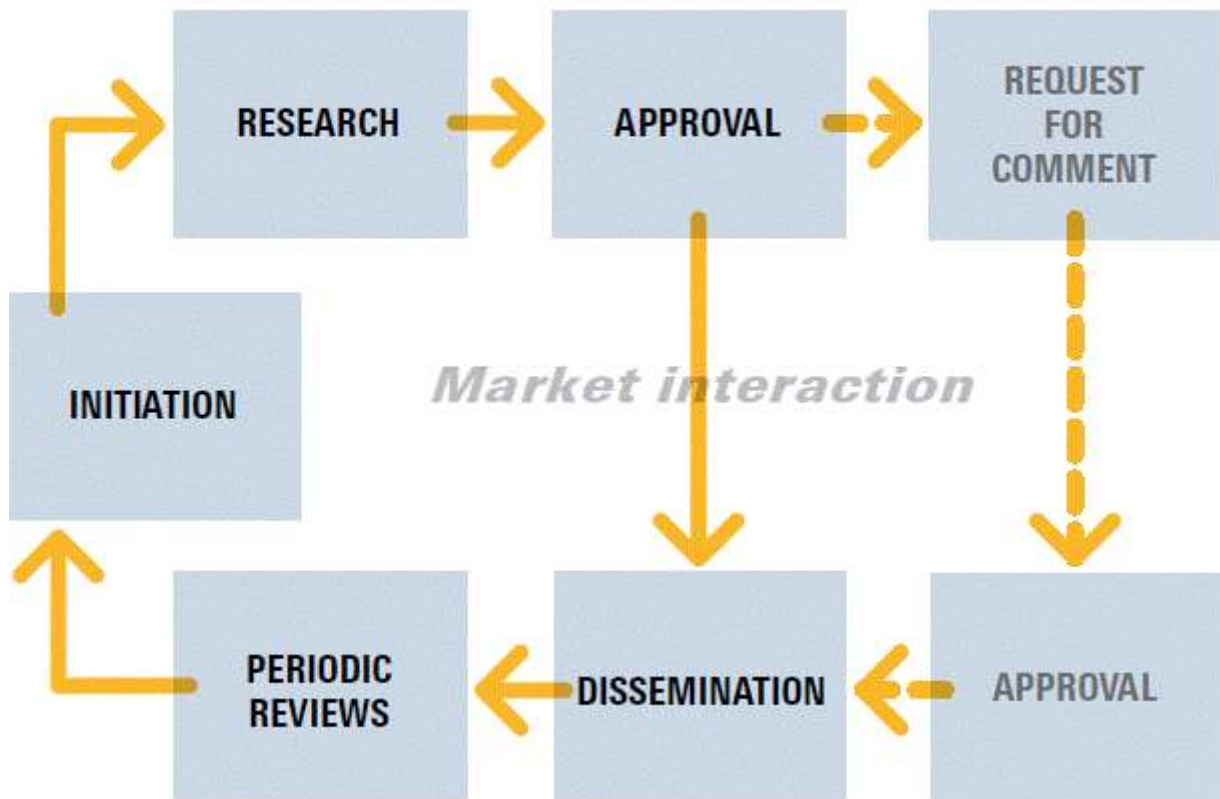 RESEARCH
APPROVAL
REQUEST
FOR
COMMENT
INITIATION
Market interaction
PERIODIC
REVIEWS
DISSEMINATION
APPROVAL